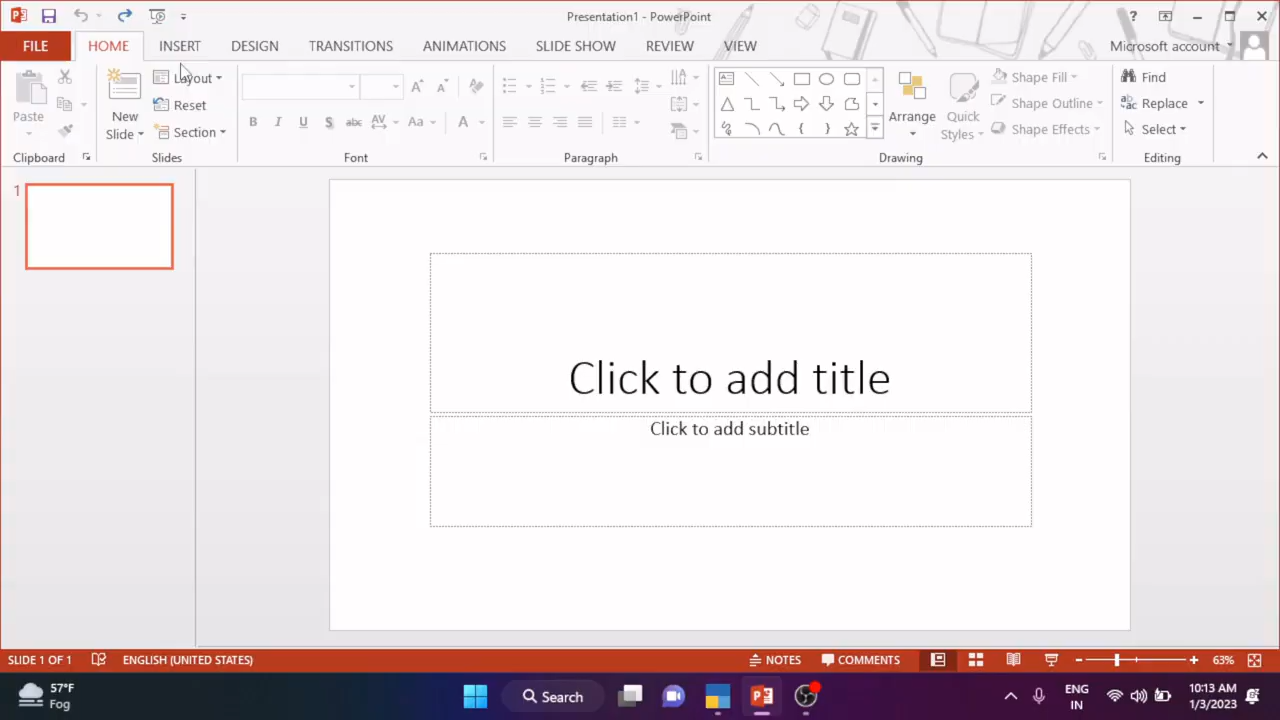 Presentation1 - PowerPoint
?
FILE HOME INSERT DESIGN TRANSITIONS ANIMATIONS SLIDE SHOW REVIEW VIEW Microsoft account
Paste
New
Slide
Layout
Reset
Section
B I U S abc AV Aa A
Shape Fill
Shape Outline
Shape Effects
Arrange
Quick
Styles
Find
Replace
Select
Clipboard Slides Font Paragraph Drawing Editing
1
Click to add title
Click to add subtitle
SLIDE 1 OF 1 ENGLISH (UNITED STATES) NOTES COMMENTS 63%
57°F
Fog
Search
ENG
IN
10:13 AM
1/3/2023